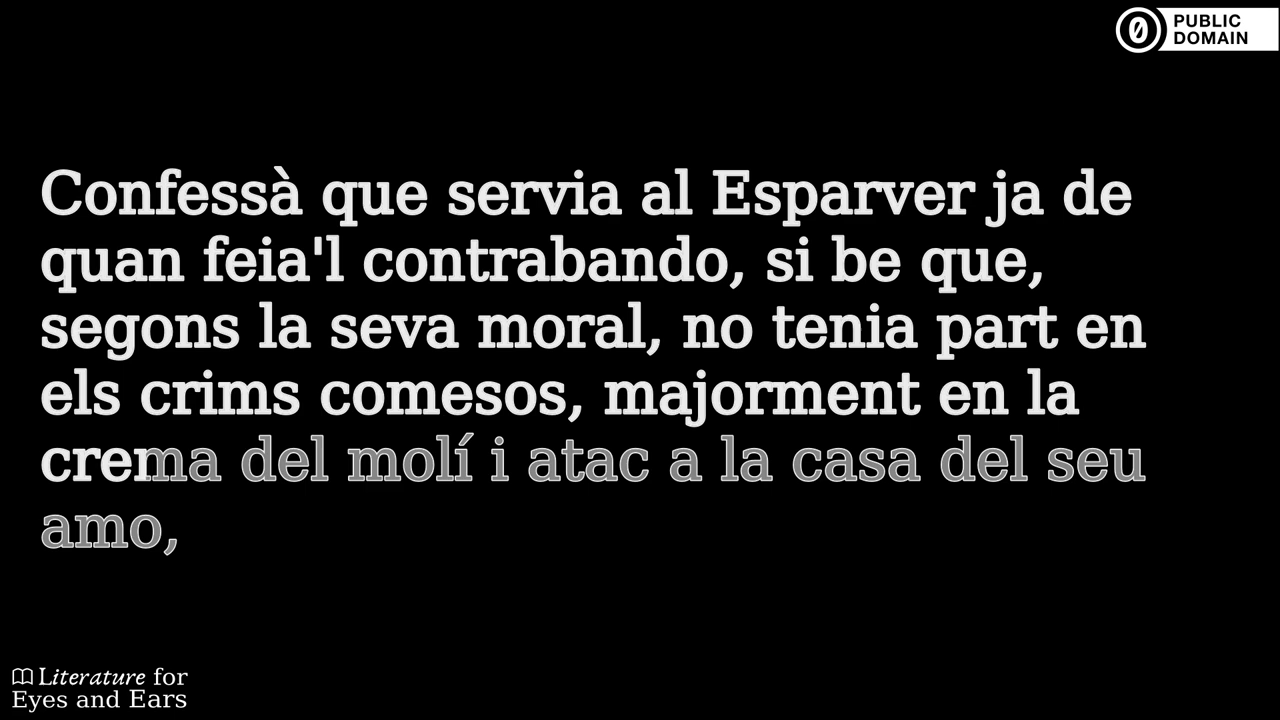 PUBLIC
DOMAIN
Confessà que servia al Esparver ja de
quan feia'l contrabando, si be que,
segons la seva moral, no tenia part en
els crims comesos, majorment en la
crema del molí i atac a la casa del seu
amo,
Literature for
Eyes and Ears